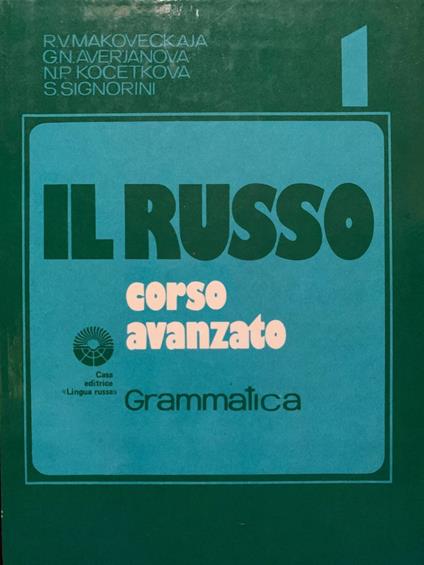 R.V.MAKOVECKAJA
G.N.AVERJANOVA
N.P.KOCETKOVA
S.SIGNORINI
1
IL RUSSO
corso
avanzato
Casa
editrice
«Lingua russa»
Grammatica